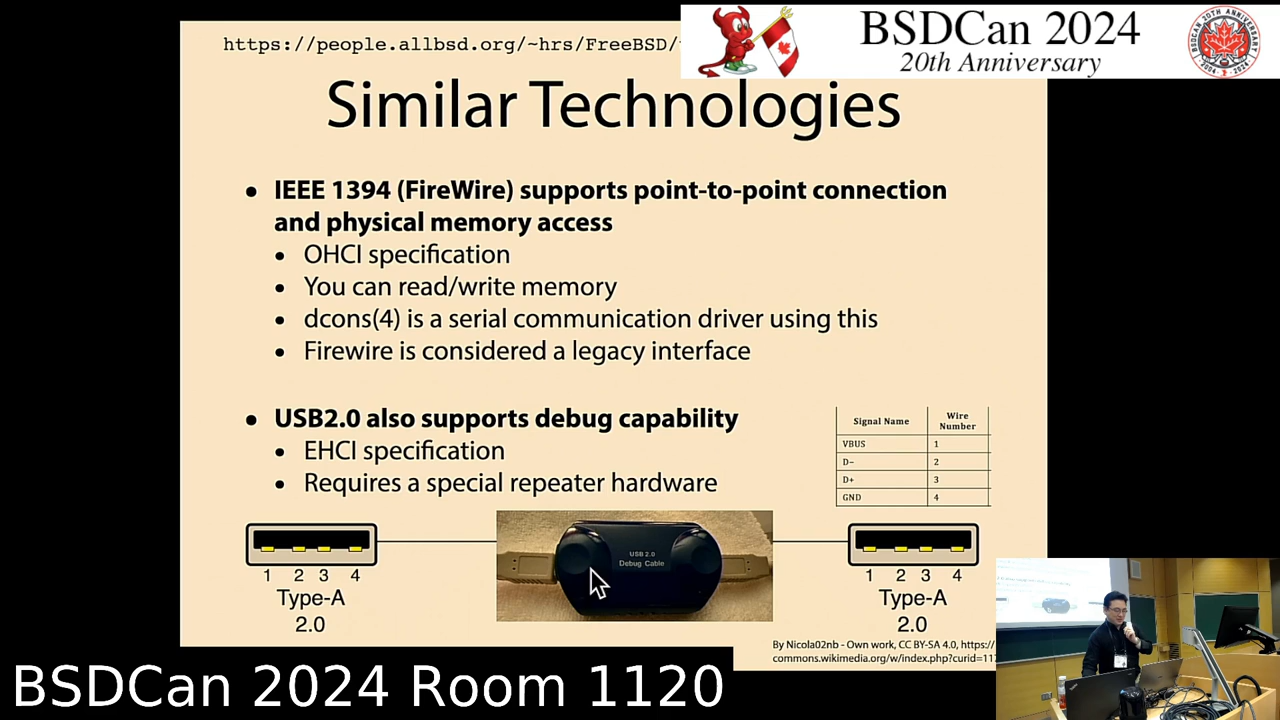 https://people.allbsd.org/~hrs/FreeBSD/
BSDCan 2024
20th Anniversary
Similar Technologies
• IEEE 1394 (FireWire) supports point-to-point connection
and physical memory access
• OHCI specification
• You can read/write memory
• dcons(4) is a serial communication driver using this
• Firewire is considered a legacy interface
• USB2.0 also supports debug capability
• EHCI specification
• Requires a special repeater hardware
Signal Name Wire Number
VBUS 1
D− 2
D+ 3
GND 4
USB 2.0
Debug Cable
1 2 3 4
Type-A
2.0
1 2 3 4
Type-A
2.0
By Nicola02nb - Own work, CC BY-SA 4.0, https://
commons.wikimedia.org/w/index.php?curid=11
BSDCan 2024 Room 1120